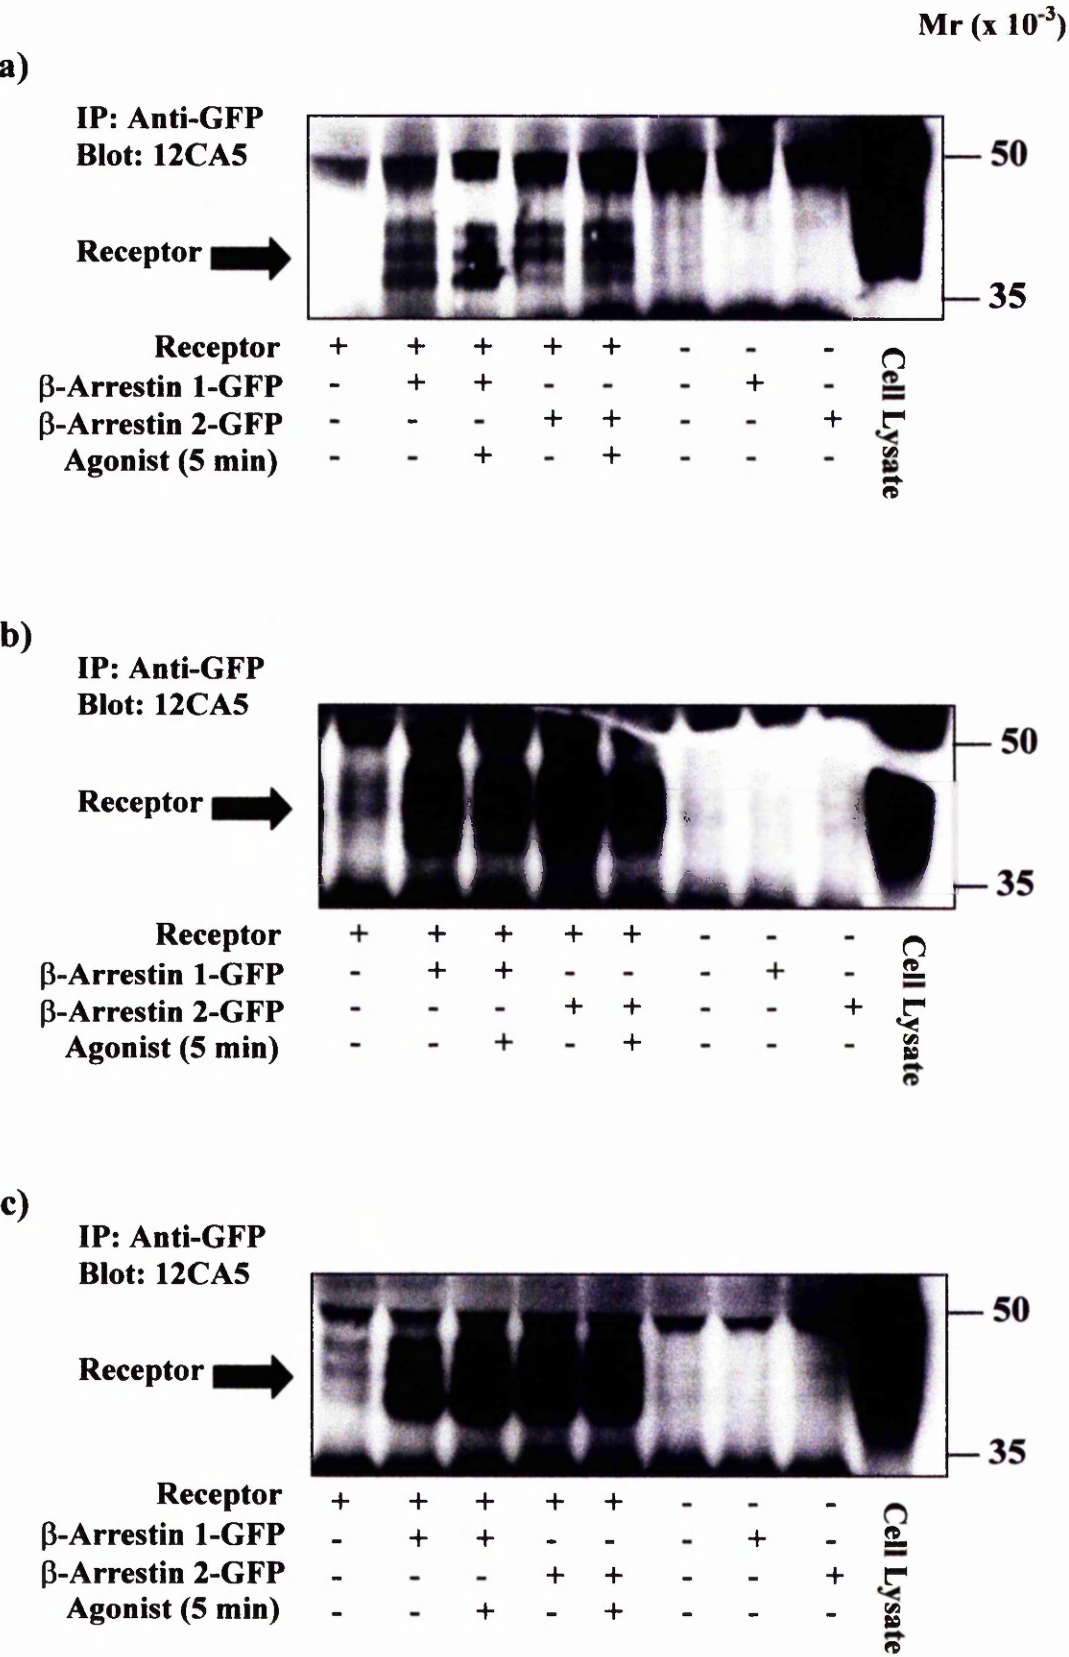 Mr (x 10⁻³)
a)
IP: Anti-GFP
Blot: 12CA5
50
Receptor
35
Receptor + + + + + - - -
β-Arrestin 1-GFP - + + - - - + -
β-Arrestin 2-GFP - - - + + - - +
Agonist (5 min) - - + - + - - -
Cell Lysate
b)
IP: Anti-GFP
Blot: 12CA5
50
Receptor
35
Receptor + + + + + - - -
β-Arrestin 1-GFP - + + - - - + -
β-Arrestin 2-GFP - - - + + - - +
Agonist (5 min) - - + - + - - -
Cell Lysate
c)
IP: Anti-GFP
Blot: 12CA5
50
Receptor
35
Receptor + + + + + - - -
β-Arrestin 1-GFP - + + - - - + -
β-Arrestin 2-GFP - - - + + - - +
Agonist (5 min) - - + - + - - -
Cell Lysate